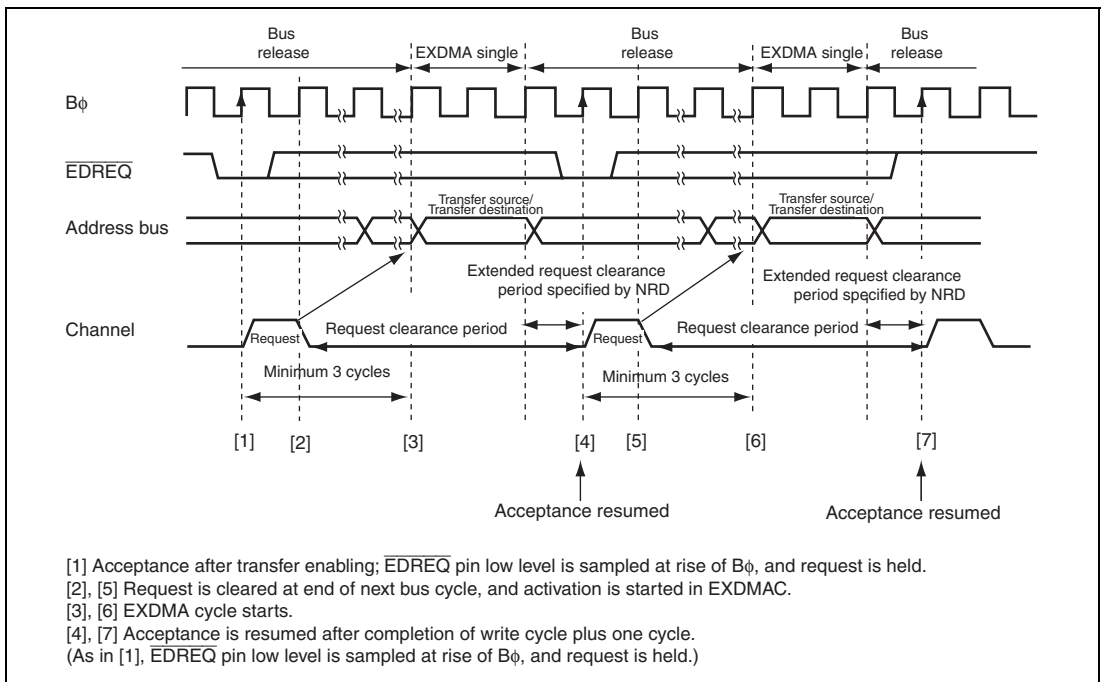 Bus release
EXDMA single
Bus release
EXDMA single
Bus release
Bφ
EDREQ
Address bus
Transfer source/
Transfer destination
Transfer source/
Transfer destination
Extended request clearance
period specified by NRD
Extended request clearance
period specified by NRD
Channel
Request
Request clearance period
Request
Request clearance period
Minimum 3 cycles
Minimum 3 cycles
[1] [2] [3] [4] [5] [6] [7]
Acceptance resumed
Acceptance resumed
[1] Acceptance after transfer enabling; EDREQ pin low level is sampled at rise of Bφ, and request is held.
[2], [5] Request is cleared at end of next bus cycle, and activation is started in EXDMAC.
[3], [6] EXDMA cycle starts.
[4], [7] Acceptance is resumed after completion of write cycle plus one cycle.
(As in [1], EDREQ pin low level is sampled at rise of Bφ, and request is held.)